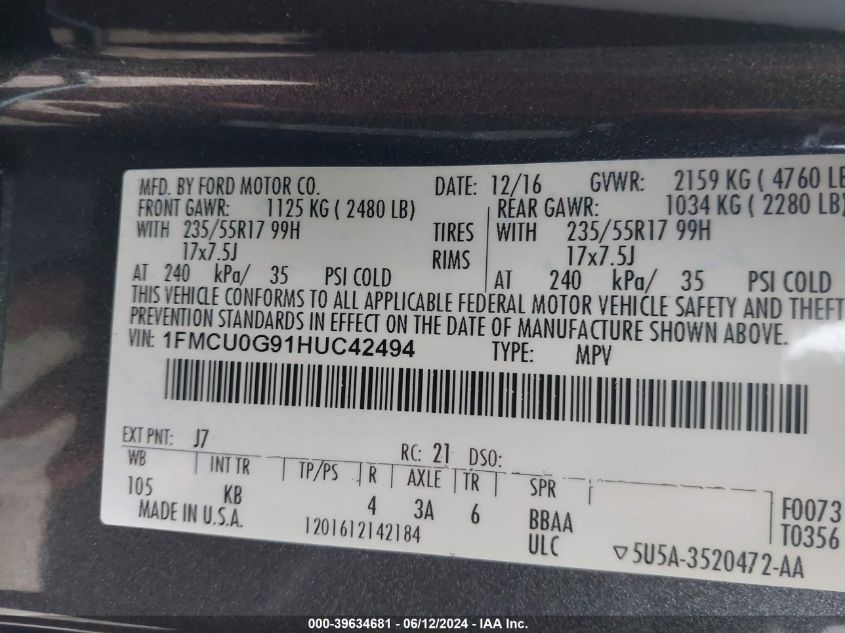 MFD. BY FORD MOTOR CO. DATE: 12/16 GVWR: 2159 KG ( 4760 LB
FRONT GAWR: 1125 KG ( 2480 LB) REAR GAWR: 1034 KG ( 2280 LB)
WITH 235/55R17 99H TIRES WITH 235/55R17 99H
17x7.5J RIMS 17x7.5J
AT 240 kPa/ 35 PSI COLD AT 240 kPa/ 35 PSI COLD
THIS VEHICLE CONFORMS TO ALL APPLICABLE FEDERAL MOTOR VEHICLE SAFETY AND THEFT
PREVENTION STANDARDS IN EFFECT ON THE DATE OF MANUFACTURE SHOWN ABOVE.
VIN: 1FMCU0G91HUC42494 TYPE: MPV
EXT PNT: J7 RC: 21 DSO:
WB INT TR TP/PS R AXLE TR SPR
105 KB 4 3A 6 BBAA F0073
MADE IN U.S.A. 1201612142184 ULC T0356
▽5U5A-3520472-AA
000-39634681 - 06/12/2024 - IAA Inc.